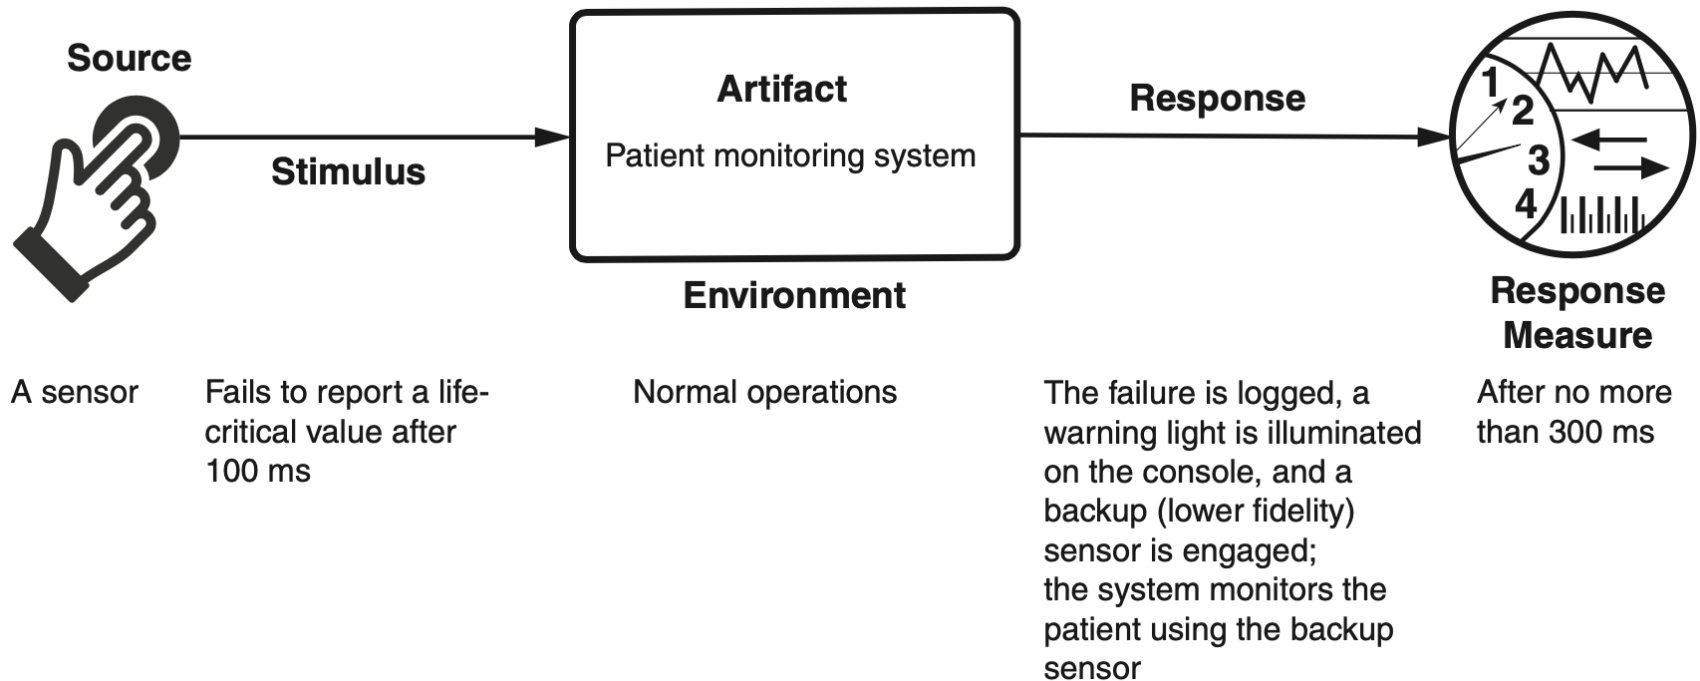 Source
Stimulus
Artifact
Patient monitoring system
Environment
Response
1
2
3
4
Response
Measure
A sensor
Fails to report a life-
critical value after
100 ms
Normal operations
The failure is logged, a
warning light is illuminated
on the console, and a
backup (lower fidelity)
sensor is engaged;
the system monitors the
patient using the backup
sensor
After no more
than 300 ms